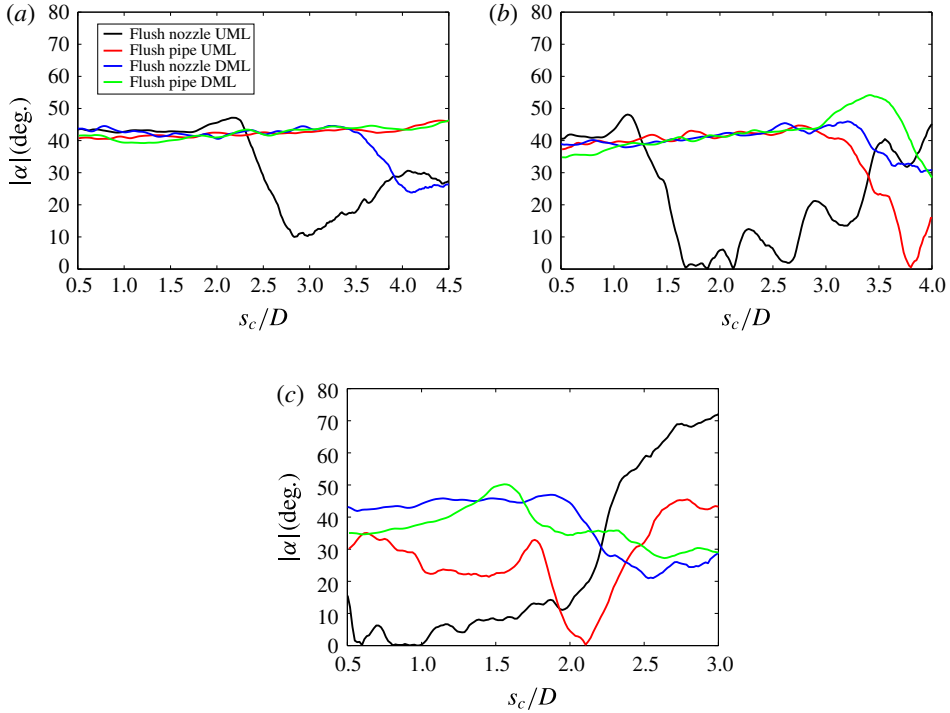 (a)
80
70
60
50
40
30
20
10
0
|α|(deg.)
Flush nozzle UML
Flush pipe UML
Flush nozzle DML
Flush pipe DML
0.5 1.0 1.5 2.0 2.5 3.0 3.5 4.0 4.5
s_c/D
(b)
80
70
60
50
40
30
20
10
0
0.5 1.0 1.5 2.0 2.5 3.0 3.5 4.0
s_c/D
(c)
80
70
60
50
40
30
20
10
0
|α|(deg.)
0.5 1.0 1.5 2.0 2.5 3.0
s_c/D